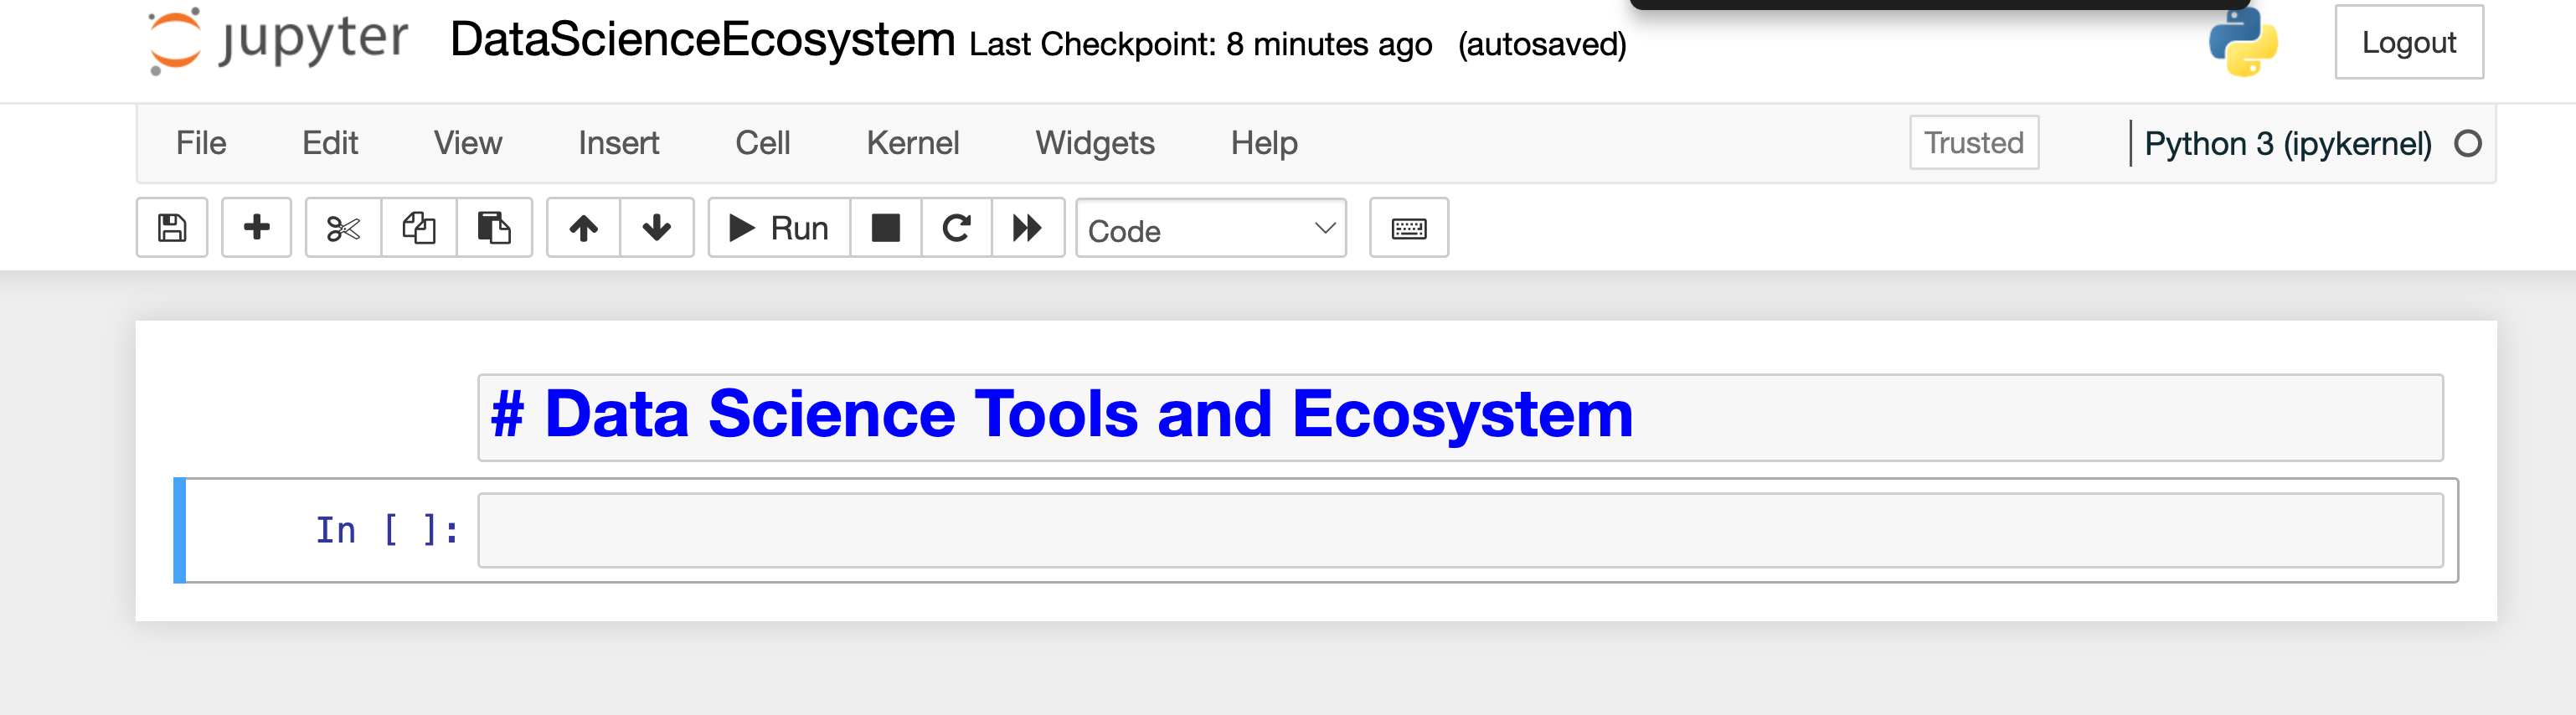 jupyter DataScienceEcosystem Last Checkpoint: 8 minutes ago (autosaved) Logout
File Edit View Insert Cell Kernel Widgets Help Trusted Python 3 (ipykernel)
Run Code
# Data Science Tools and Ecosystem
In [ ]: